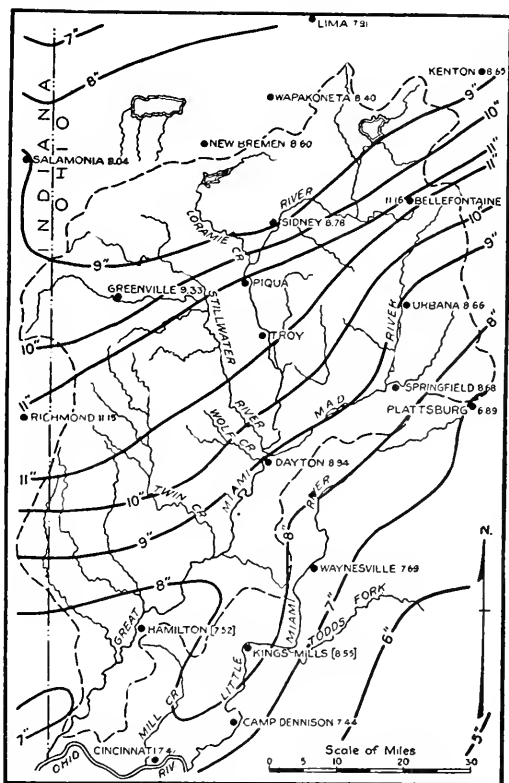 LIMA 7.91
7"
KENTON 8.65
8"
WAPAKONETA 8.40
9"
10"
INDIANA
OHIO
NEW BREMEN 8.60
11"
SALAMONIA 8.04
11"
11.16 BELLEFONTAINE
RIVER
10"
SIDNEY 8.78
LORAMIE CR
9"
9"
PIQUA
GREENVILLE 9.33
URBANA 8.66
8"
STILLWATER RIVER
10"
TROY
RIVER
11"
SPRINGFIELD 8.68
RICHMOND 11.15
MAD
PLATTSBURG 6.89
WOLF CR
DAYTON 8.94
11"
MIAMI
TWIN CR
10"
RIVER
9"
8"
N.
WAYNESVILLE 7.69
8"
7"
TODDS FORK
GREAT
6"
HAMILTON [7.52]
MIAMI
KINGS MILLS [8.55]
LITTLE
MILL CR
7"
CAMP DENNISON 7.44
5"
CINCINNATI 7.4
Scale of Miles
OHIO RIV
0 10 20 30